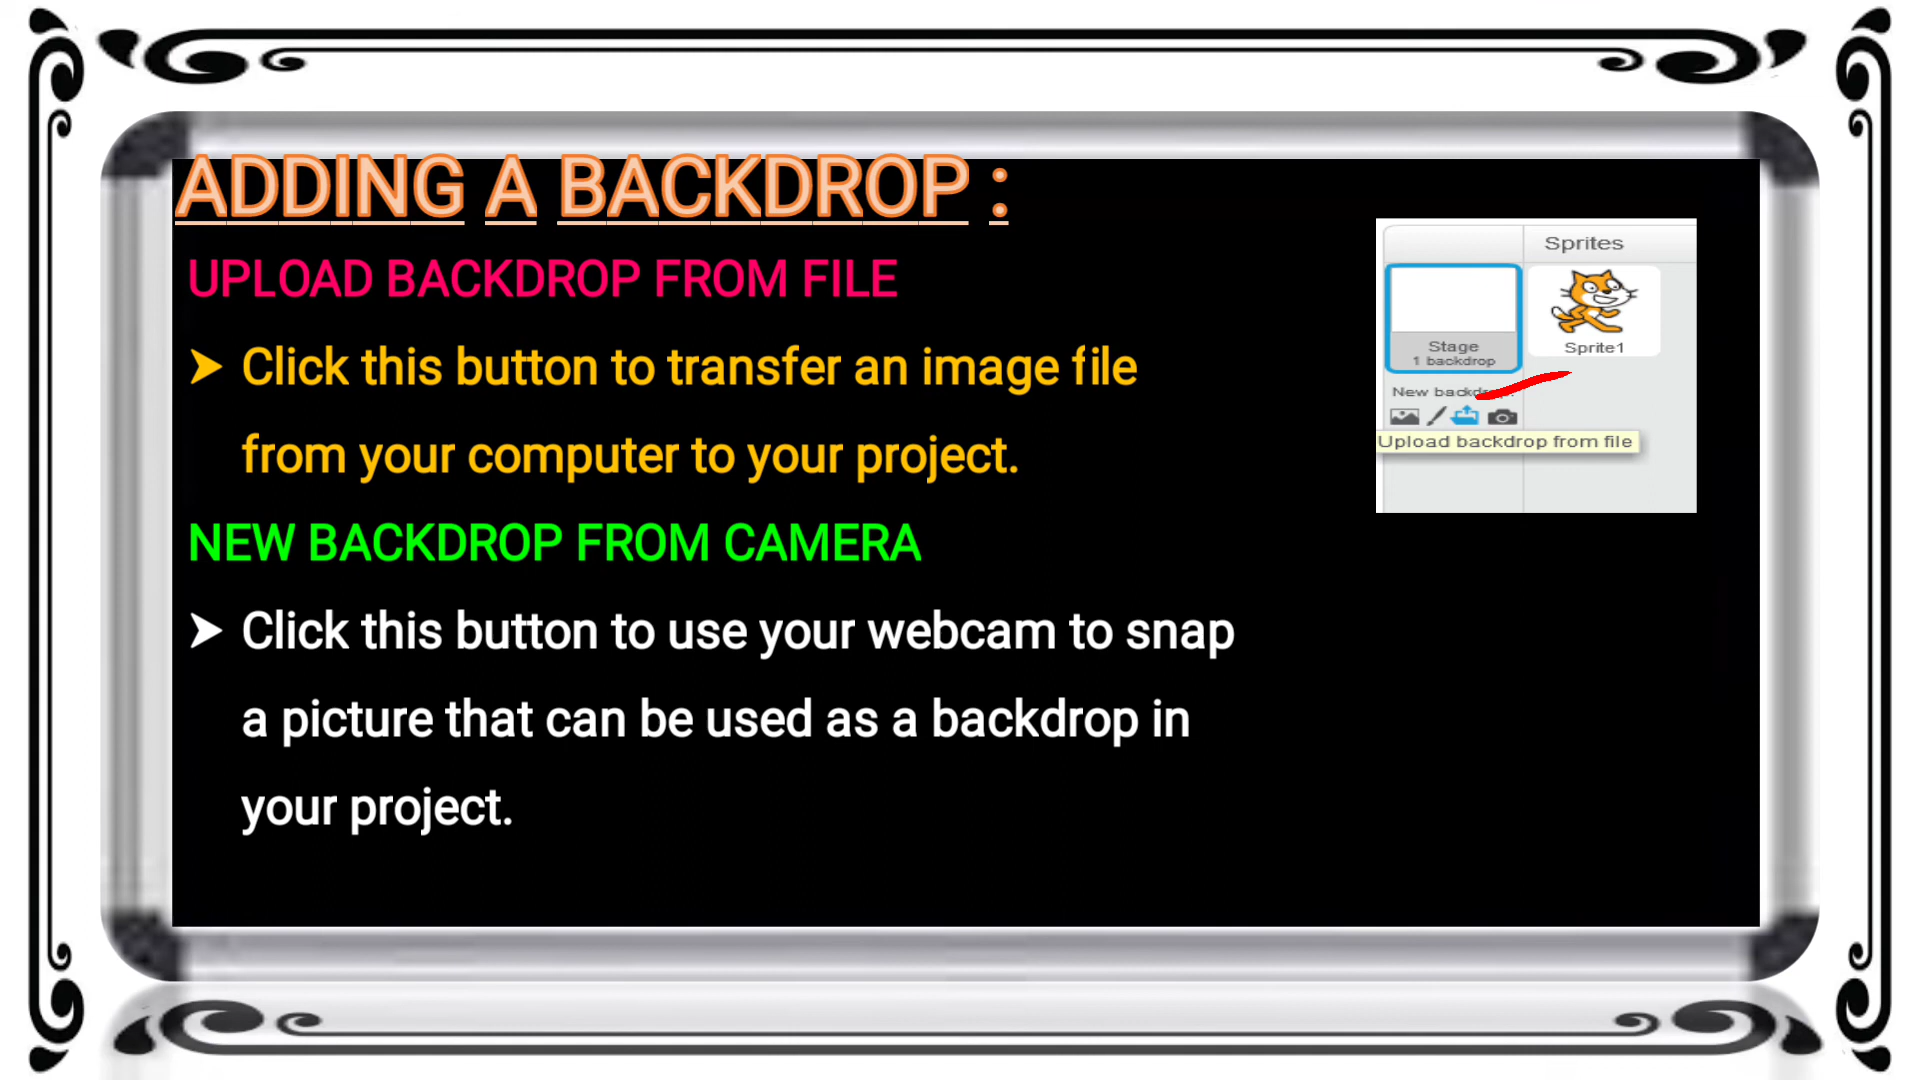 ADDING A BACKDROP :
UPLOAD BACKDROP FROM FILE
➤ Click this button to transfer an image file
from your computer to your project.
NEW BACKDROP FROM CAMERA
➤ Click this button to use your webcam to snap
a picture that can be used as a backdrop in
your project.
Sprites
Stage
1 backdrop
Sprite1
New backdrop:
Upload backdrop from file